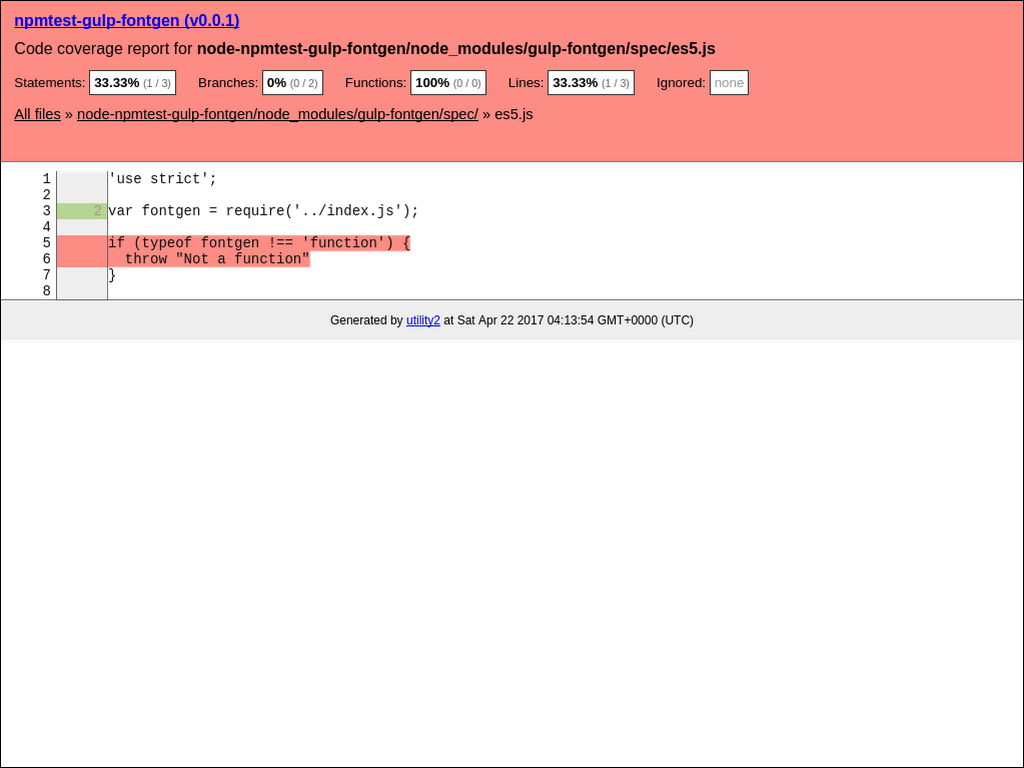 npmtest-gulp-fontgen (v0.0.1)
Code coverage report for node-npmtest-gulp-fontgen/node_modules/gulp-fontgen/spec/es5.js
Statements: 33.33% (1 / 3) Branches: 0% (0 / 2) Functions: 100% (0 / 0) Lines: 33.33% (1 / 3) Ignored: none
All files » node-npmtest-gulp-fontgen/node_modules/gulp-fontgen/spec/ » es5.js
1 'use strict';
2
3 2 var fontgen = require('../index.js');
4
5 if (typeof fontgen !== 'function') {
6 throw "Not a function"
7 }
8
Generated by utility2 at Sat Apr 22 2017 04:13:54 GMT+0000 (UTC)